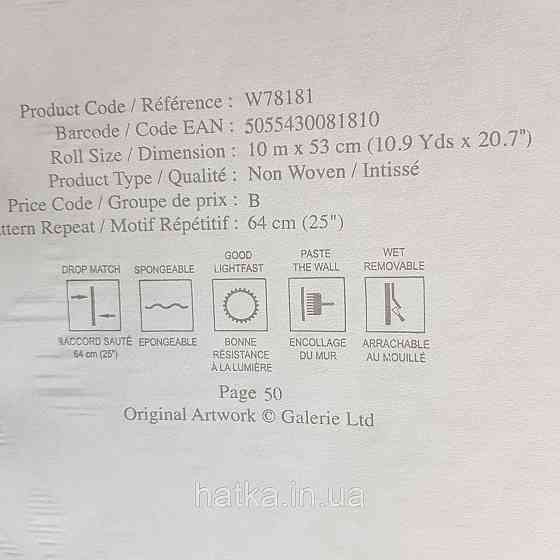 Product Code / Référence : W78181
Barcode / Code EAN : 5055430081810
Roll Size / Dimension : 10 m x 53 cm (10.9 Yds x 20.7")
Product Type / Qualité : Non Woven / Intissé
Price Code / Groupe de prix : B
ttern Repeat / Motif Répétitif : 64 cm (25")
DROP MATCH SPONGEABLE GOOD LIGHTFAST PASTE THE WALL WET REMOVABLE
RACCORD SAUTÉ 64 cm (25") EPONGEABLE BONNE RÉSISTANCE À LA LUMIÈRE ENCOLLAGE DU MUR ARRACHABLE AU MOUILLÉ
Page 50
Original Artwork © Galerie Ltd
hatka.in.ua